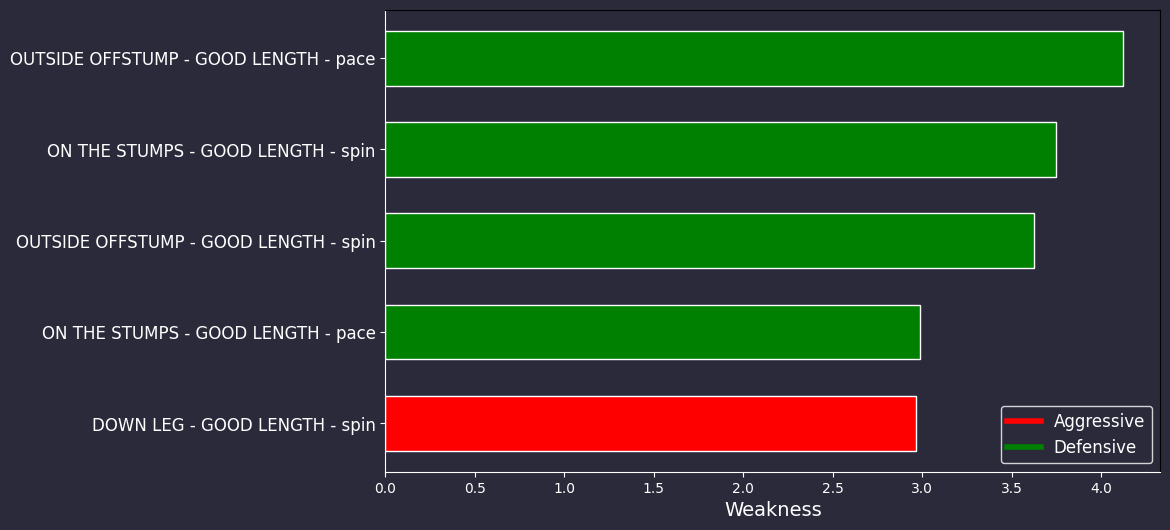 OUTSIDE OFFSTUMP - GOOD LENGTH - pace
ON THE STUMPS - GOOD LENGTH - spin
OUTSIDE OFFSTUMP - GOOD LENGTH - spin
ON THE STUMPS - GOOD LENGTH - pace
DOWN LEG - GOOD LENGTH - spin
Aggressive
Defensive
0.0 0.5 1.0 1.5 2.0 2.5 3.0 3.5 4.0
Weakness